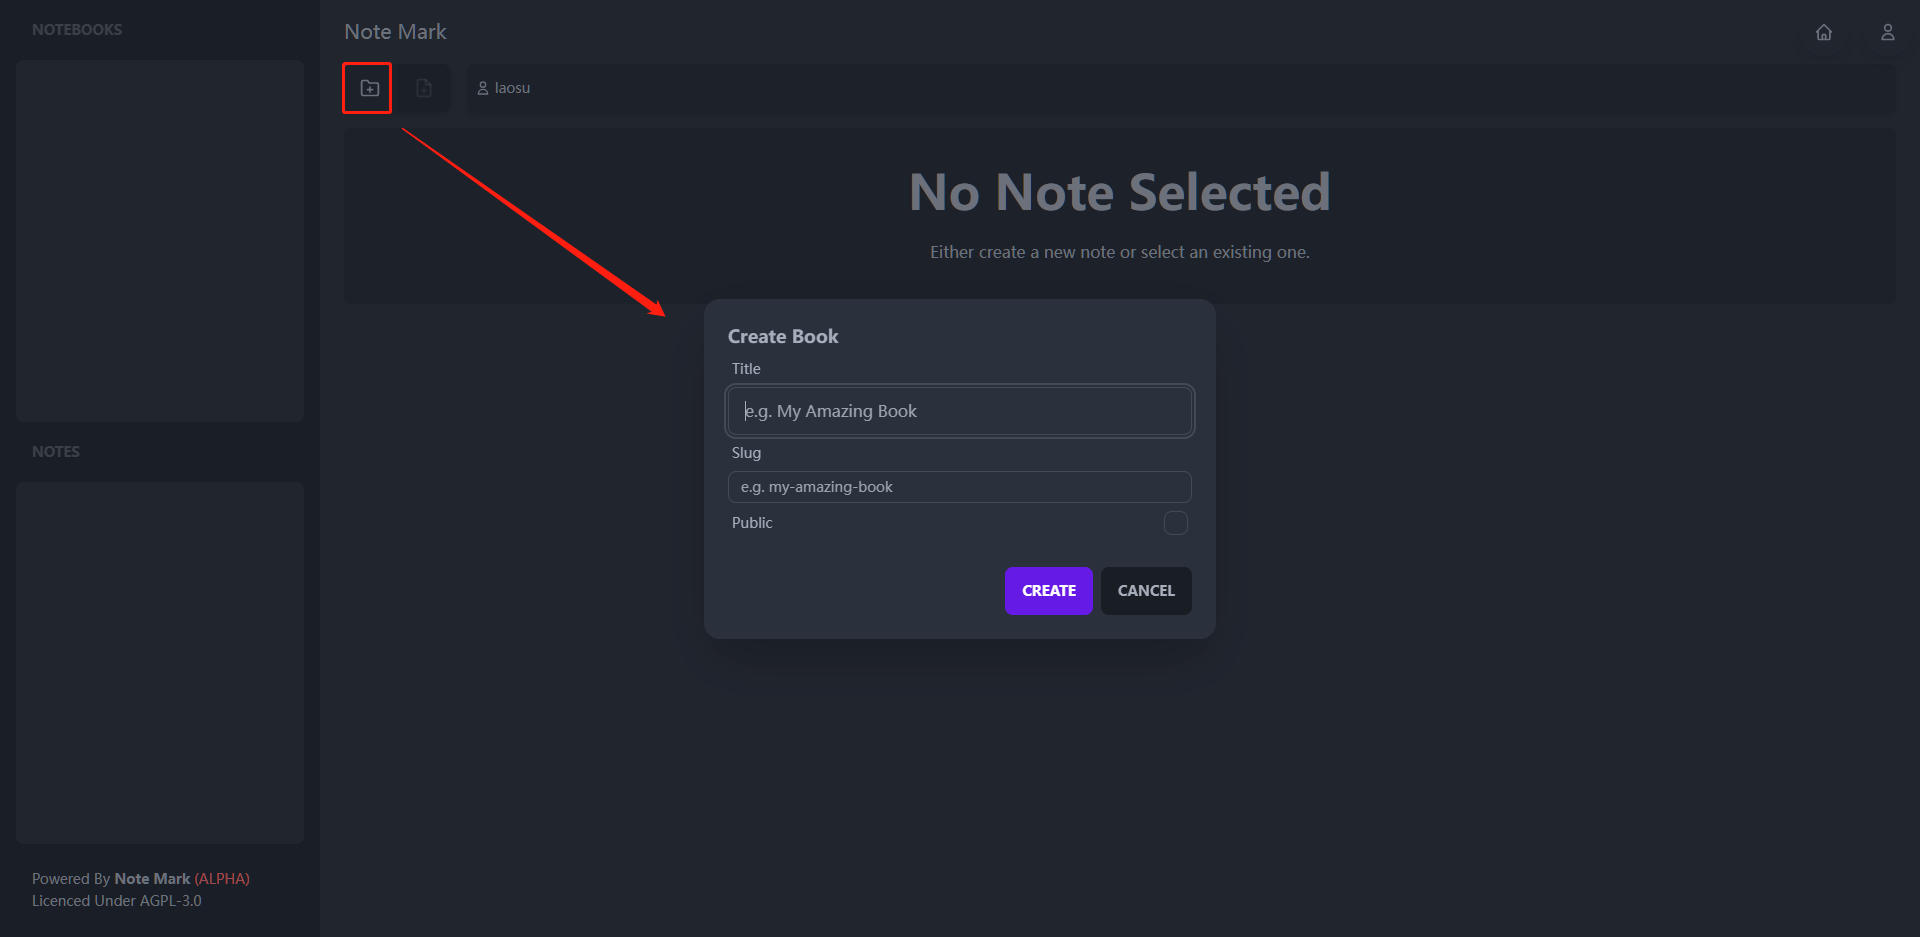 NOTEBOOKS
NOTES
Powered By Note Mark (ALPHA)
Licenced Under AGPL-3.0
Note Mark
laosu
No Note Selected
Either create a new note or select an existing one.
Create Book
Title
e.g. My Amazing Book
Slug
e.g. my-amazing-book
Public
CREATE CANCEL